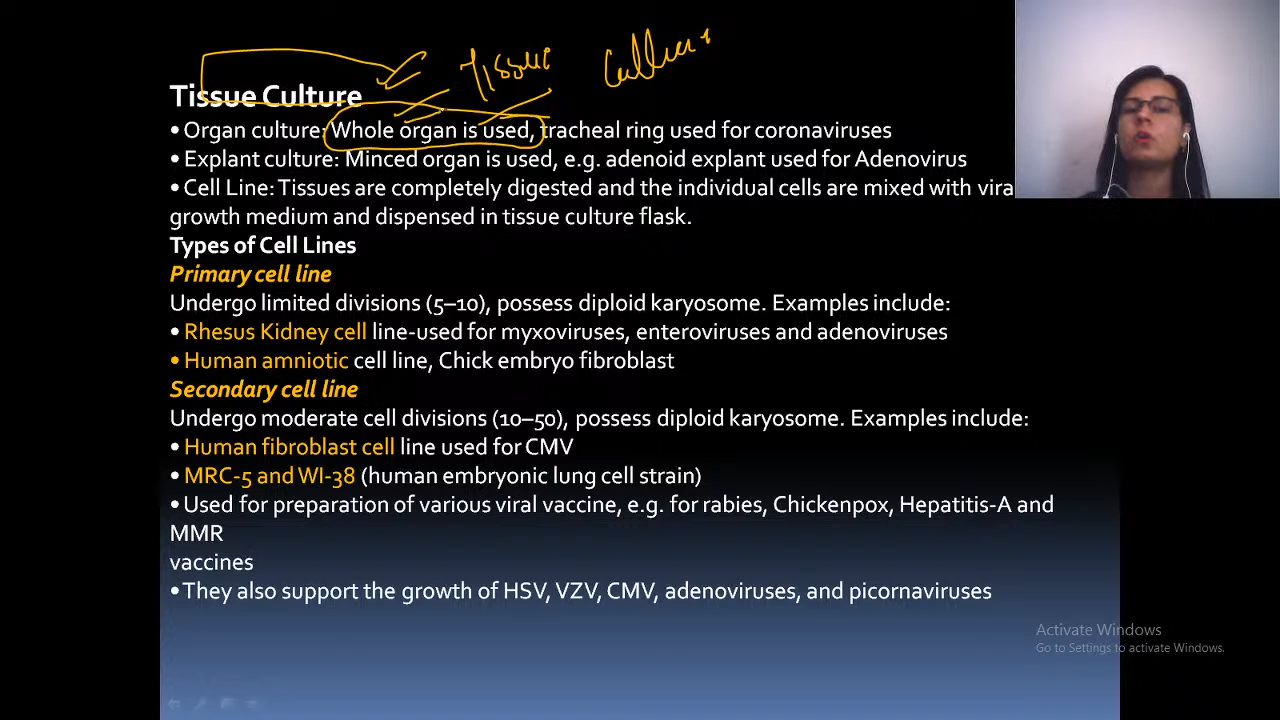 Tissue Culture
Tissue Culture
• Organ culture: Whole organ is used, tracheal ring used for coronaviruses
• Explant culture: Minced organ is used, e.g. adenoid explant used for Adenovirus
• Cell Line: Tissues are completely digested and the individual cells are mixed with vira
growth medium and dispensed in tissue culture flask.
Types of Cell Lines
Primary cell line
Undergo limited divisions (5–10), possess diploid karyosome. Examples include:
• Rhesus Kidney cell line-used for myxoviruses, enteroviruses and adenoviruses
• Human amniotic cell line, Chick embryo fibroblast
Secondary cell line
Undergo moderate cell divisions (10–50), possess diploid karyosome. Examples include:
• Human fibroblast cell line used for CMV
• MRC-5 and WI-38 (human embryonic lung cell strain)
• Used for preparation of various viral vaccine, e.g. for rabies, Chickenpox, Hepatitis-A and
MMR
vaccines
• They also support the growth of HSV, VZV, CMV, adenoviruses, and picornaviruses
Activate Windows
Go to Settings to activate Windows.